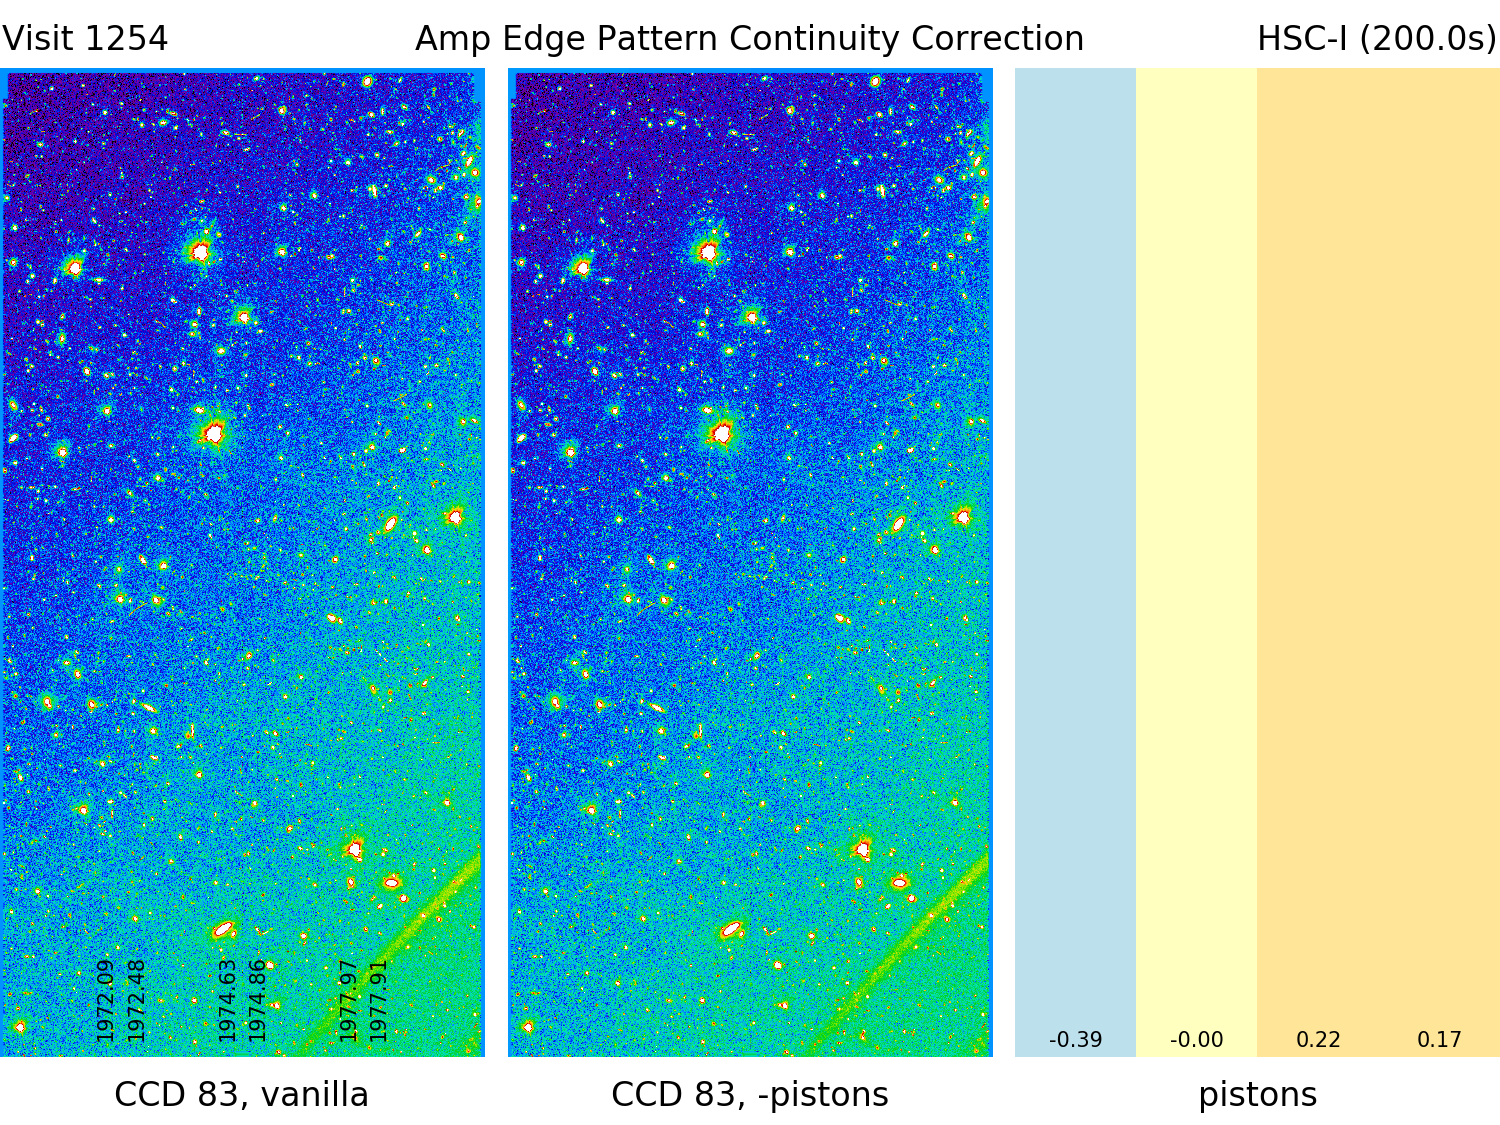 Visit 1254
Amp Edge Pattern Continuity Correction
HSC-I (200.0s)
1972.09
1972.48
1974.63
1974.86
1977.97
1977.91
-0.39
-0.00
0.22
0.17
CCD 83, vanilla
CCD 83, -pistons
pistons